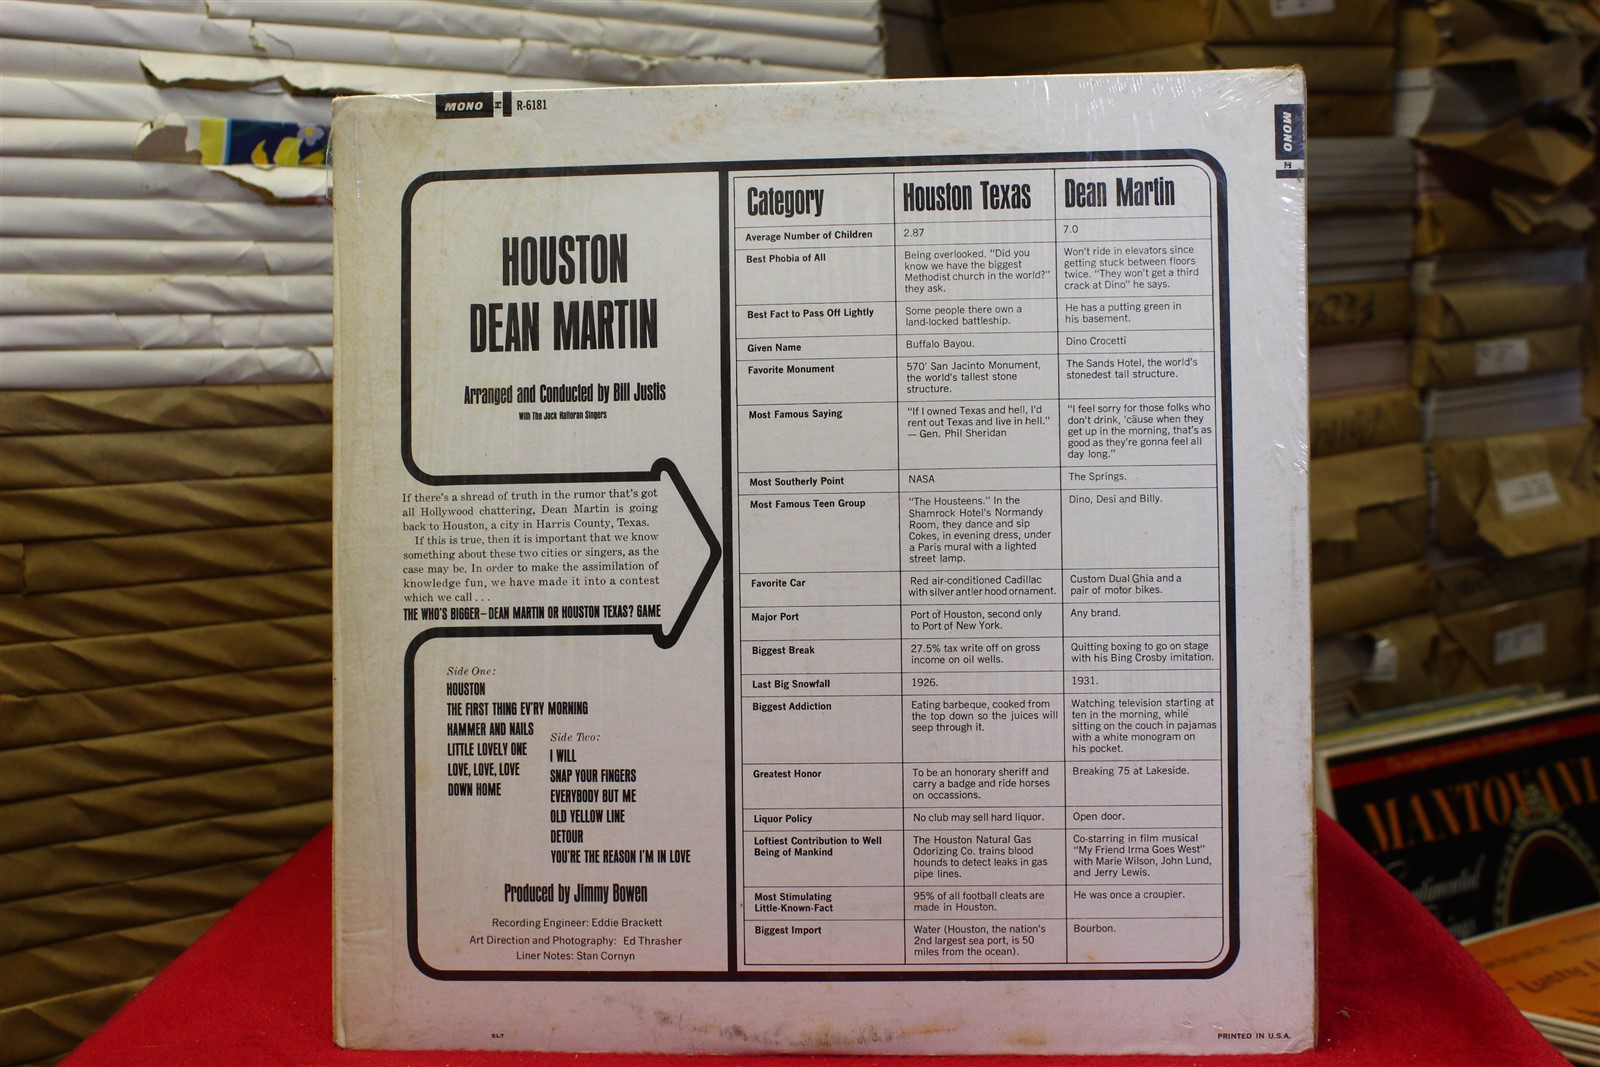 MONO R-6181
MONO
HOUSTON
DEAN MARTIN
Arranged and Conducted by Bill Justis
With The Jack Halloran Singers
If there's a shread of truth in the rumor that's got
all Hollywood chattering, Dean Martin is going
back to Houston, a city in Harris County, Texas.
If this is true, then it is important that we know
something about these two cities or singers, as the
case may be. In order to make the assimilation of
knowledge fun, we have made it into a contest
which we call . . .
THE WHO'S BIGGER—DEAN MARTIN OR HOUSTON TEXAS? GAME
Side One:
HOUSTON
THE FIRST THING EV'RY MORNING
HAMMER AND NAILS
LITTLE LOVELY ONE
LOVE, LOVE, LOVE
DOWN HOME
Side Two:
I WILL
SNAP YOUR FINGERS
EVERYBODY BUT ME
OLD YELLOW LINE
DETOUR
YOU'RE THE REASON I'M IN LOVE
Produced by Jimmy Bowen
Recording Engineer: Eddie Brackett
Art Direction and Photography: Ed Thrasher
Liner Notes: Stan Cornyn
Category Houston Texas Dean Martin
Average Number of Children 2.87 7.0
Best Phobia of All
Being overlooked. "Did you
know we have the biggest
Methodist church in the world?"
they ask.
Won't ride in elevators since
getting stuck between floors
twice. "They won't get a third
crack at Dino" he says.
Best Fact to Pass Off Lightly
Some people there own a
land-locked battleship.
He has a putting green in
his basement.
Given Name Buffalo Bayou. Dino Crocetti
Favorite Monument
570' San Jacinto Monument,
the world's tallest stone
structure.
The Sands Hotel, the world's
stonedest tall structure.
Most Famous Saying
"If I owned Texas and hell, I'd
rent out Texas and live in hell."
— Gen. Phil Sheridan
"I feel sorry for those folks who
don't drink, 'cause when they
get up in the morning, that's as
good as they're gonna feel all
day long."
Most Southerly Point NASA The Springs.
Most Famous Teen Group
"The Housteens." In the
Shamrock Hotel's Normandy
Room, they dance and sip
Cokes, in evening dress, under
a Paris mural with a lighted
street lamp.
Dino, Desi and Billy.
Favorite Car
Red air-conditioned Cadillac
with silver antler hood ornament.
Custom Dual Ghia and a
pair of motor bikes.
Major Port
Port of Houston, second only
to Port of New York.
Any brand.
Biggest Break
27.5% tax write off on gross
income on oil wells.
Quitting boxing to go on stage
with his Bing Crosby imitation.
Last Big Snowfall 1926. 1931.
Biggest Addiction
Eating barbeque, cooked from
the top down so the juices will
seep through it.
Watching television starting at
ten in the morning, while
sitting on the couch in pajamas
with a white monogram on
his pocket.
Greatest Honor
To be an honorary sheriff and
carry a badge and ride horses
on occassions.
Breaking 75 at Lakeside.
Liquor Policy No club may sell hard liquor. Open door.
Loftiest Contribution to Well
Being of Mankind
The Houston Natural Gas
Odorizing Co. trains blood
hounds to detect leaks in gas
pipe lines.
Co-starring in film musical
"My Friend Irma Goes West"
with Marie Wilson, John Lund,
and Jerry Lewis.
Most Stimulating
Little-Known-Fact
95% of all football cleats are
made in Houston.
He was once a croupier.
Biggest Import
Water (Houston, the nation's
2nd largest sea port, is 50
miles from the ocean).
Bourbon.
ELT
PRINTED IN U.S.A.
MANTOVANI